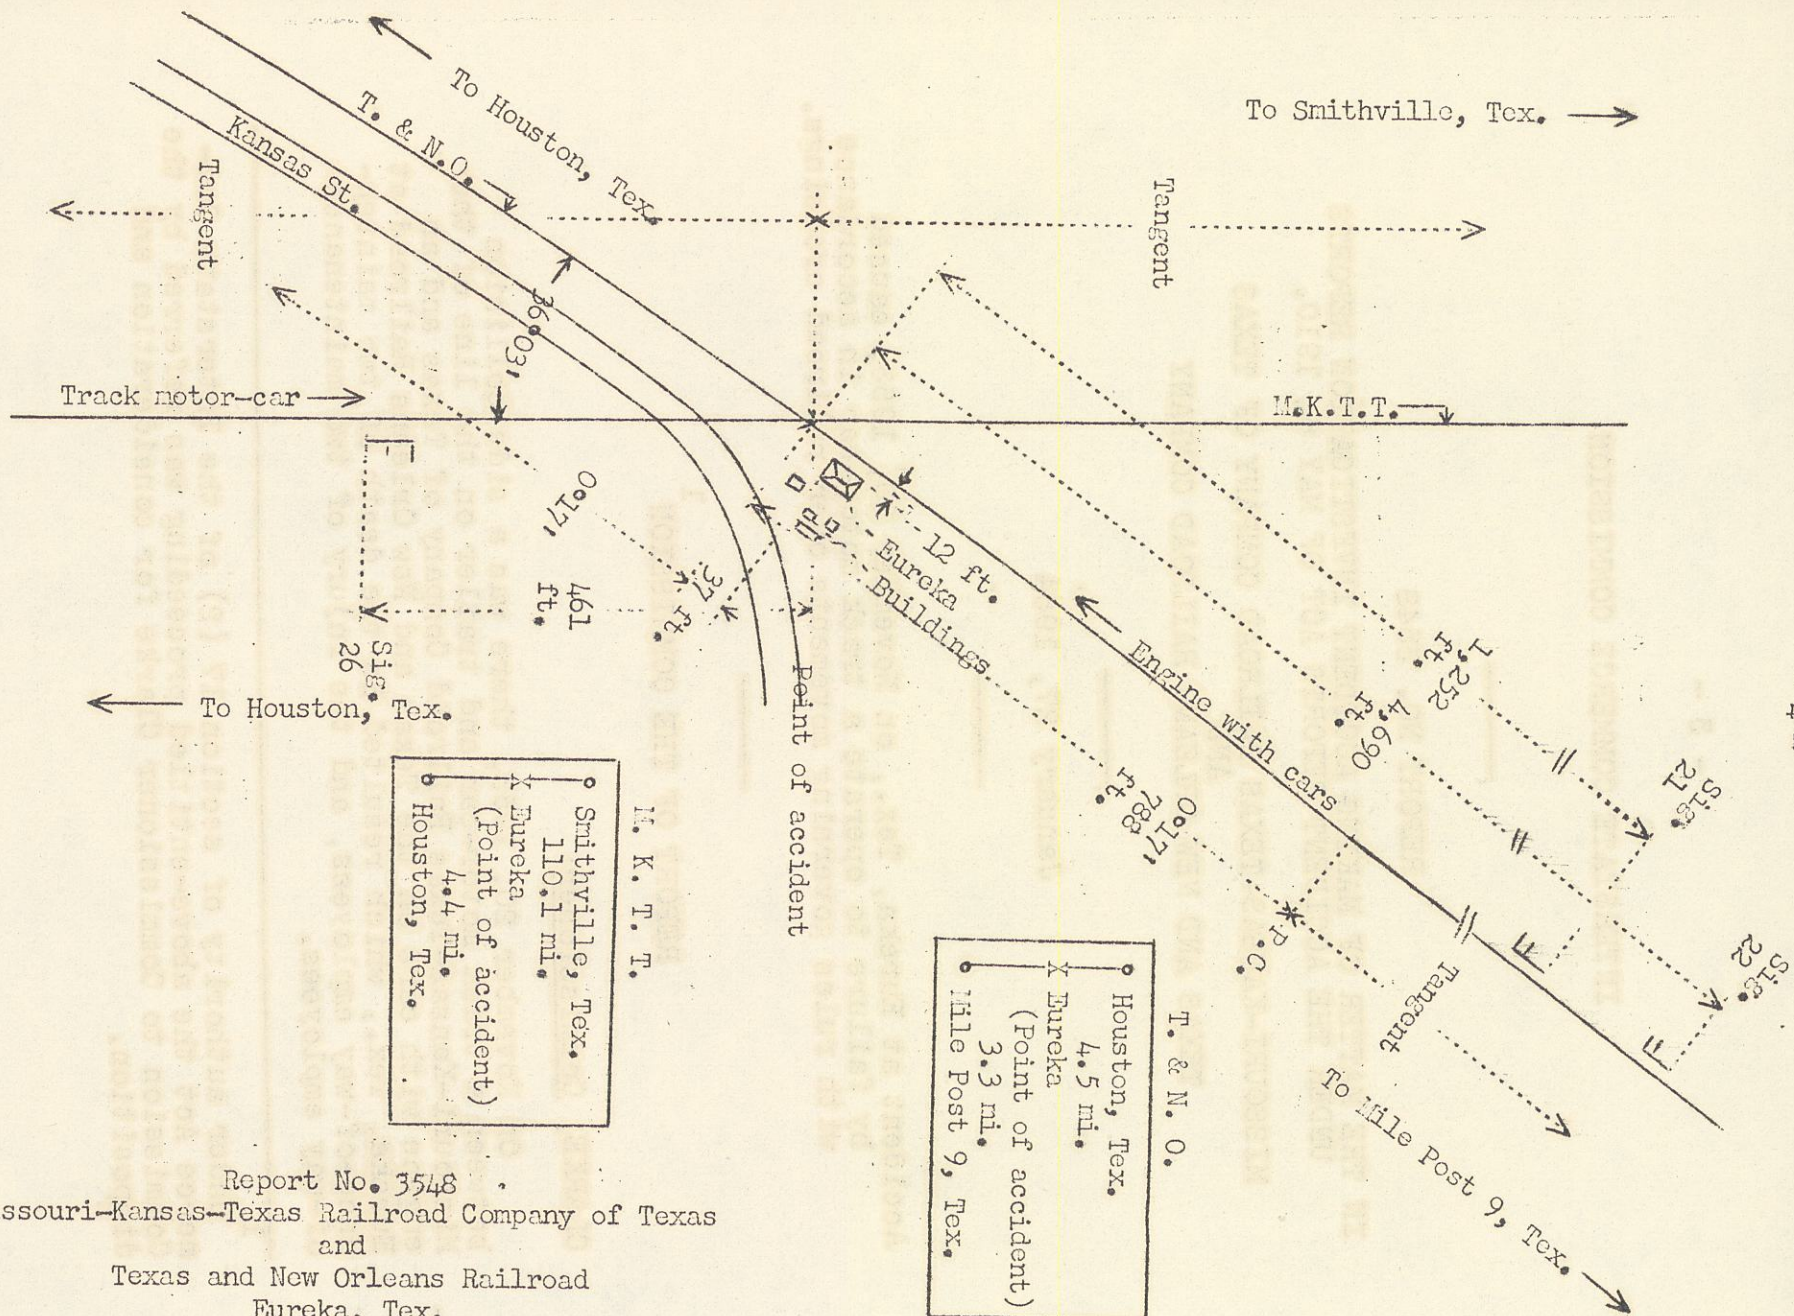 To Houston, Tex.
T. & N.O.
Kansas St.
Tangent
To Smithville, Tex.
Tangent
36°03'
Track motor-car
M.K.T.T.
0°17'
37 ft.
461
ft.
Sig.
26
To Houston, Tex.
12 ft.
Eureka
Buildings
Point of accident
Engine with cars
1,252
ft.
4,690
ft.
Sig.
21
Sig.
22
0°17'
788
ft.
P.C.
Tangent
To Mile Post 9, Tex.
M. K. T. T.
Smithville, Tex.
110.1 mi.
X Eureka
(Point of accident)
4.4 mi.
Houston, Tex.
T. & N. O.
Houston, Tex.
4.5 mi.
X Eureka
(Point of accident)
3.3 mi.
Mile Post 9, Tex.
Report No. 3548
ssouri-Kansas-Texas Railroad Company of Texas
and
Texas and New Orleans Railroad
Eureka, Tex.